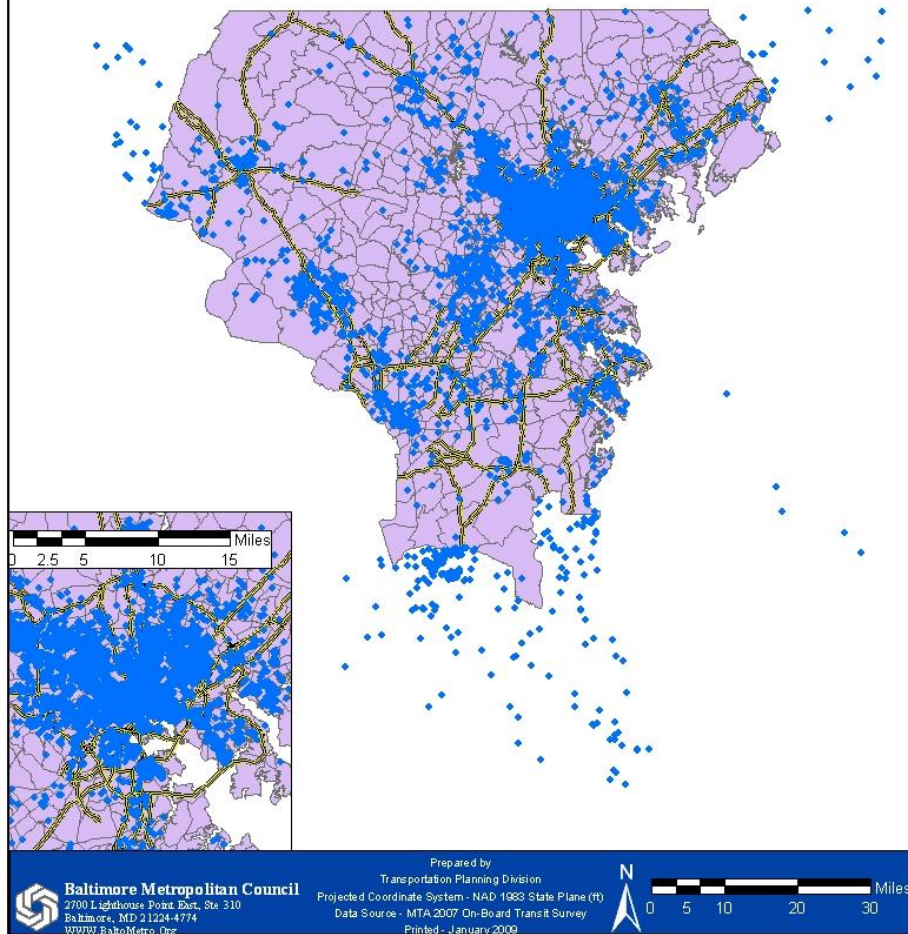 Miles
0 2.5 5 10 15
Baltimore Metropolitan Council
2700 Lighthouse Point East, Ste 310
Baltimore, MD 21224-4774
WWW.BaltoMetro.Org
Prepared by
Transportation Planning Division
Projected Coordinate System - NAD 1983 State Plane (ft)
Data Source - MTA 2007 On-Board Transit Survey
Printed - January 2009
N
Miles
0 5 10 20 30